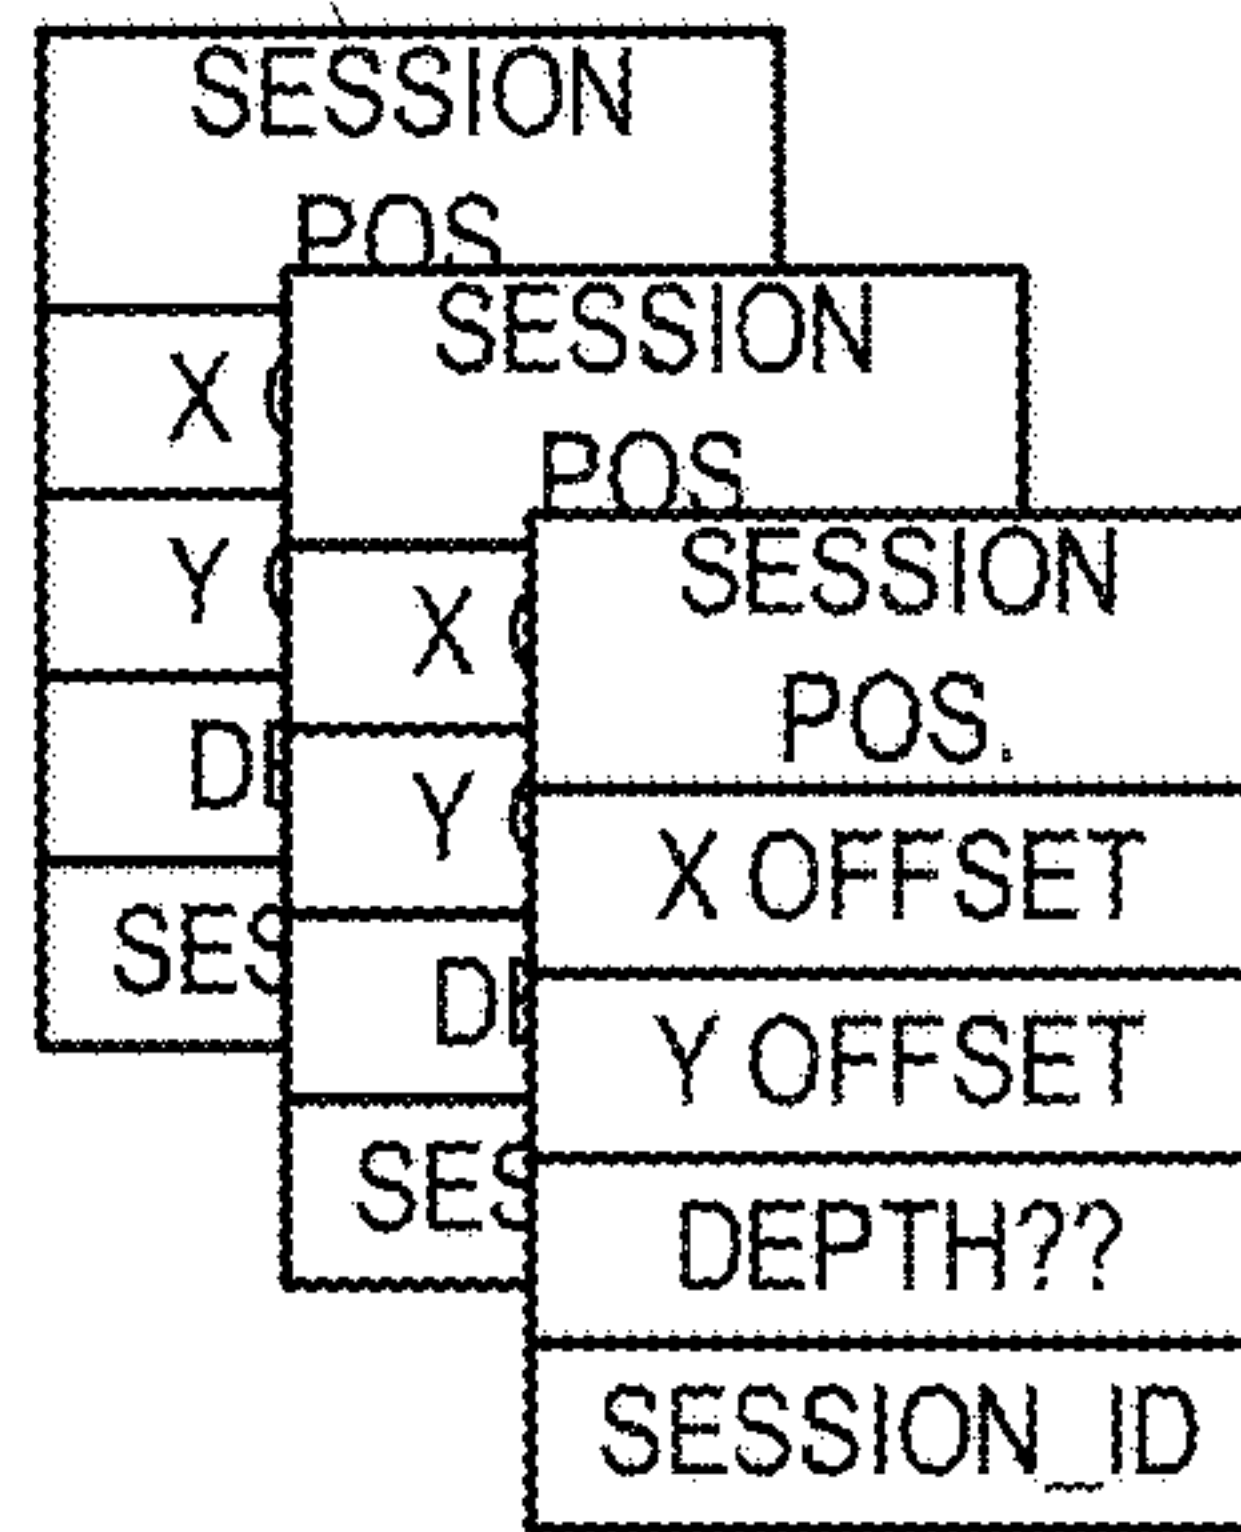 SESSION
POS
X
Y
SESSION
POS
X
Y
SESSION
POS.
X OFFSET
Y OFFSET
DEPTH??
SESSION_ID